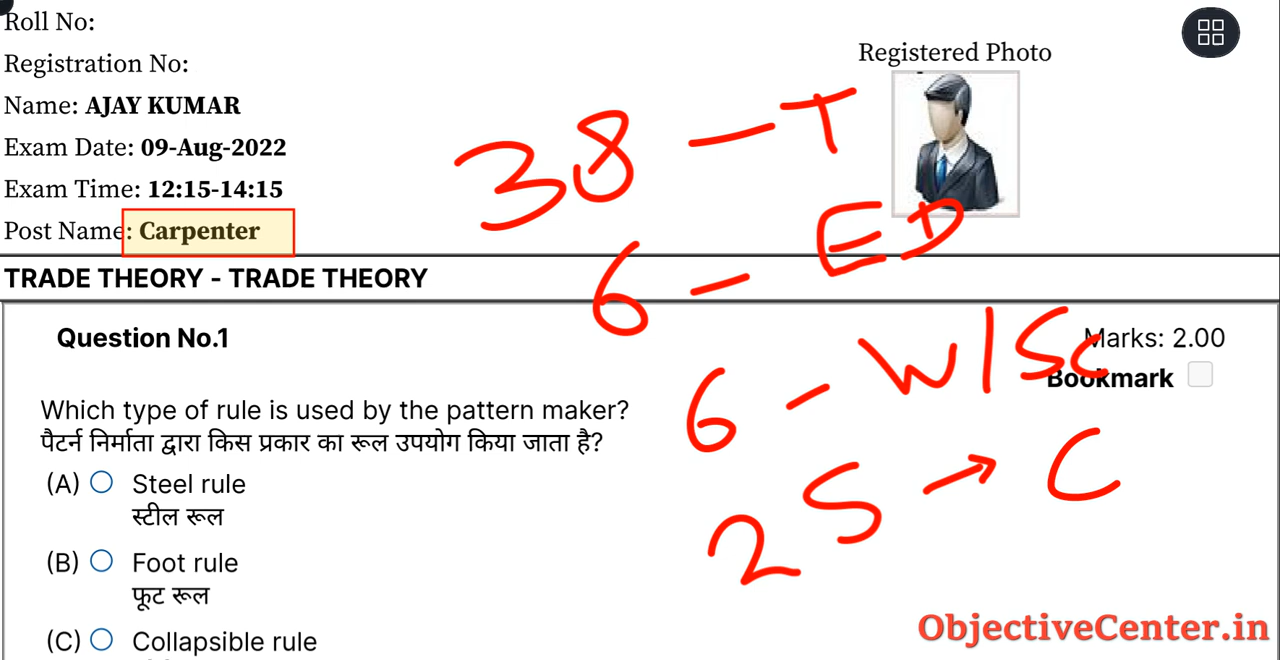 Roll No:
Registration No:
Name: AJAY KUMAR
Exam Date: 09-Aug-2022
Exam Time: 12:15-14:15
Post Name: Carpenter
Registered Photo
38 - T
6 - ED
6 - W/SC
25 → C
TRADE THEORY - TRADE THEORY
Question No.1
Marks: 2.00
Bookmark
Which type of rule is used by the pattern maker?
पैटर्न निर्माता द्वारा किस प्रकार का रूल उपयोग किया जाता है?
(A) Steel rule
स्टील रूल
(B) Foot rule
फूट रूल
(C) Collapsible rule
ObjectiveCenter.in